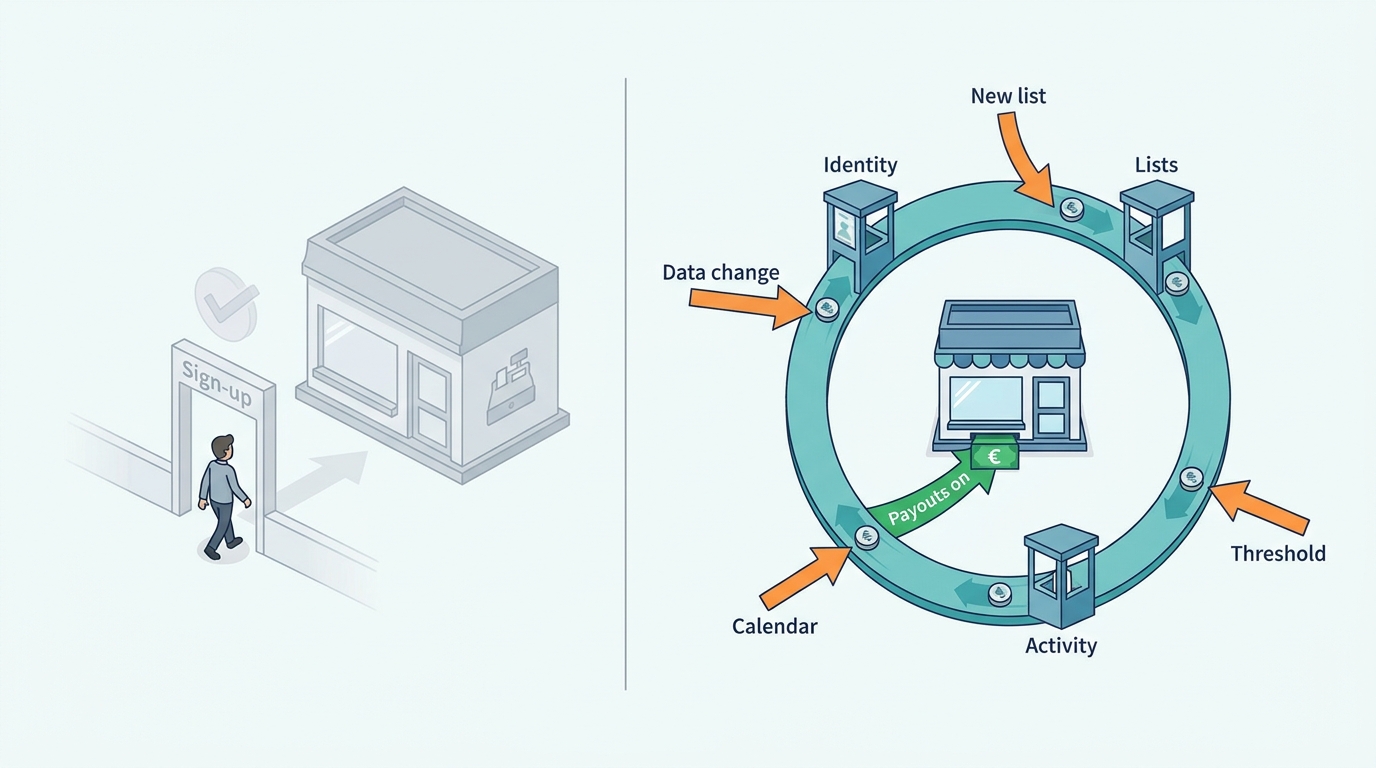 Sign-up
New list
Identity
Lists
Data change
€
Payouts on
Threshold
Calendar
Activity